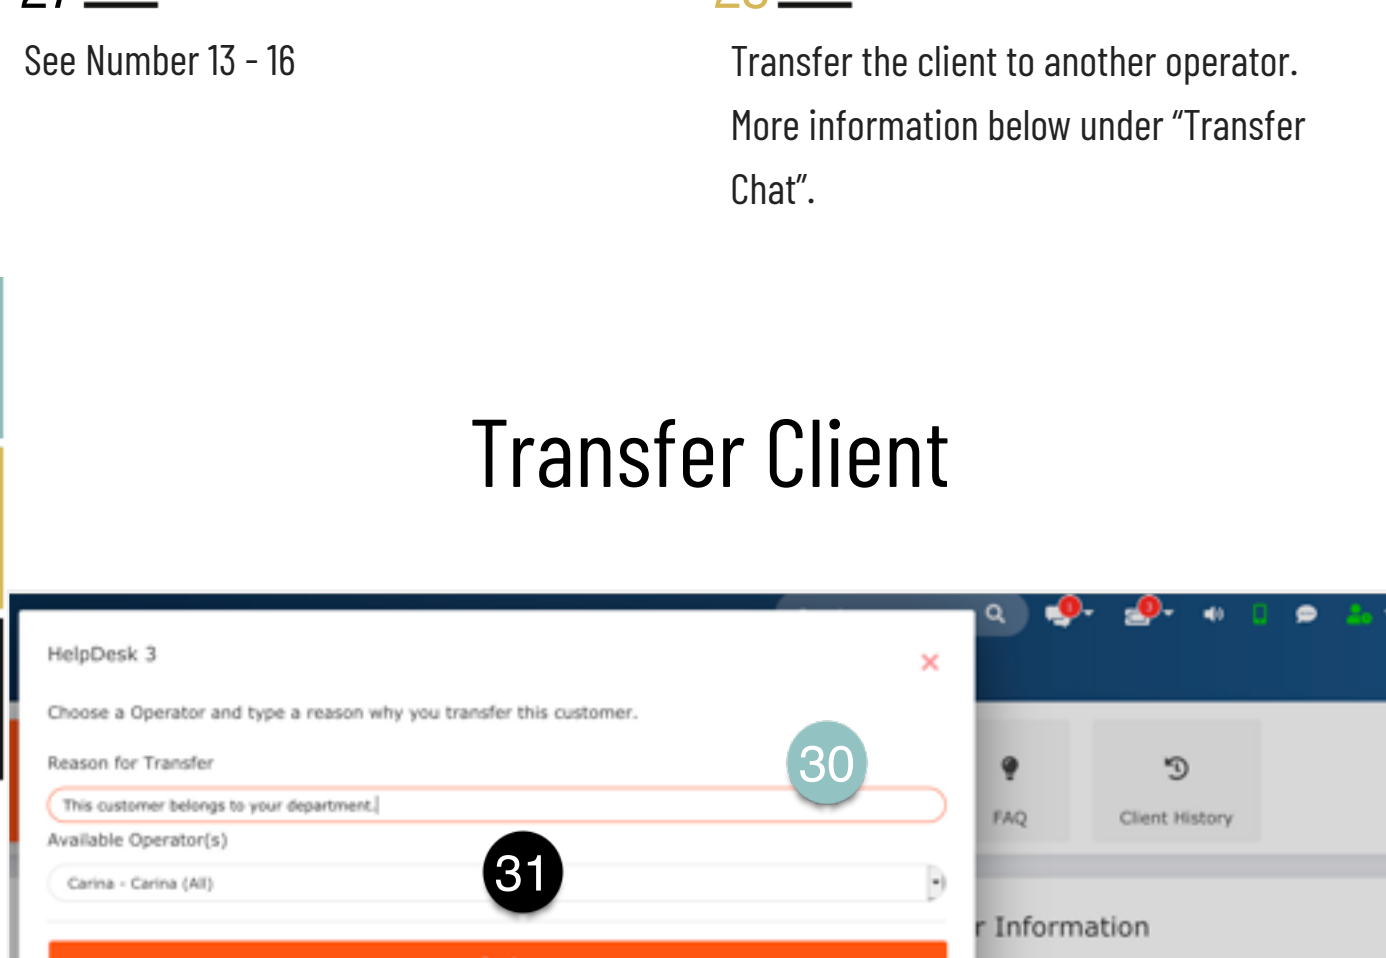 27
See Number 13 - 16
28
Transfer the client to another operator.
More information below under “Transfer
Chat”.
Transfer Client
HelpDesk 3
Choose a Operator and type a reason why you transfer this customer.
Reason for Transfer
30
This customer belongs to your department.
Available Operator(s)
31
Carina - Carina (All)
FAQ
Client History
r Information